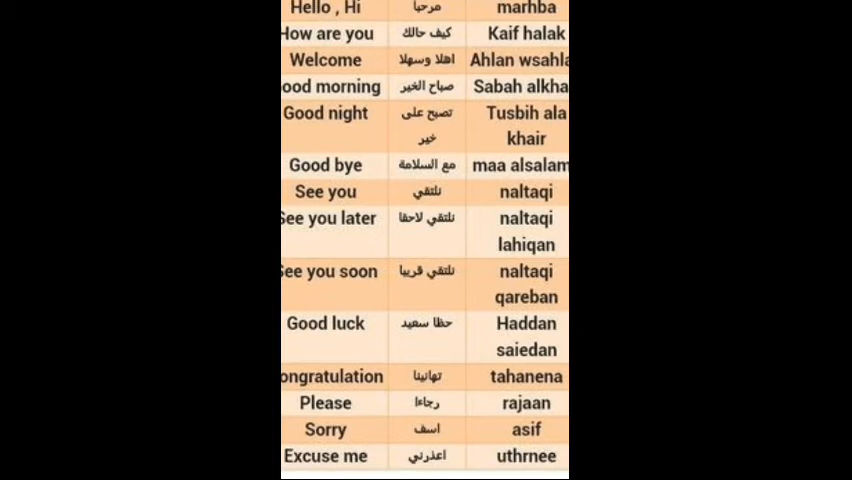 Hello , Hi مرحبا marhba
How are you كيف حالك Kaif halak
Welcome اهلا وسهلا Ahlan wsahla
ood morning صباح الخير Sabah alkha
Good night تصبح على Tusbih ala
خير khair
Good bye مع السلامة maa alsalam
See you نلتقي naltaqi
See you later نلتقي لاحقا naltaqi
lahiqan
See you soon نلتقي قريبا naltaqi
qareban
Good luck حظا سعيد Haddan
saiedan
ongratulation تهانينا tahanena
Please رجاءا rajaan
Sorry اسف asif
Excuse me اعذرني uthrnee